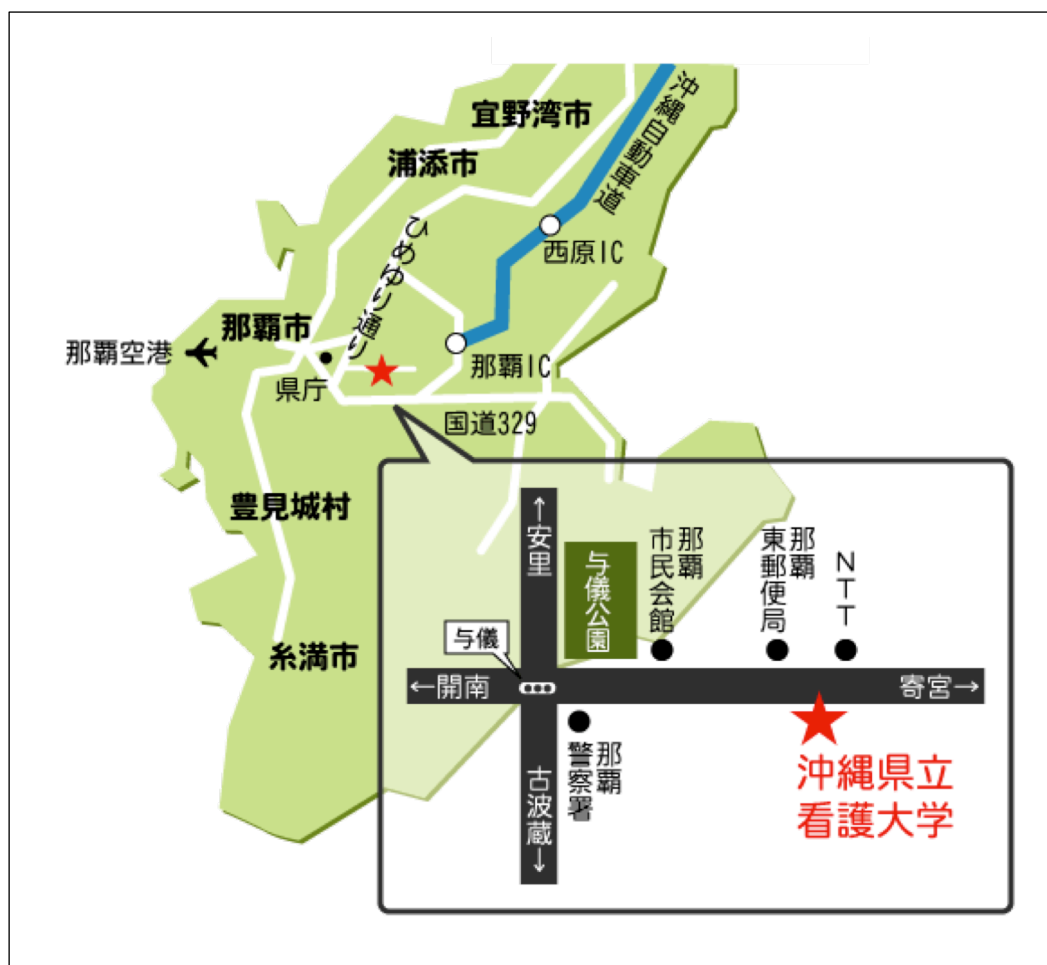 宜野湾市
浦添市
沖縄自動車道
西原IC
ひめゆり通り
那覇市
那覇空港
県庁
那覇IC
国道329
豊見城村
糸満市
↑安里
与儀公園
那覇
市民会館
那覇
東郵便局
NTT
与儀
←開南
寄宮→
那覇
警察署
古波蔵↓
沖縄県立
看護大学